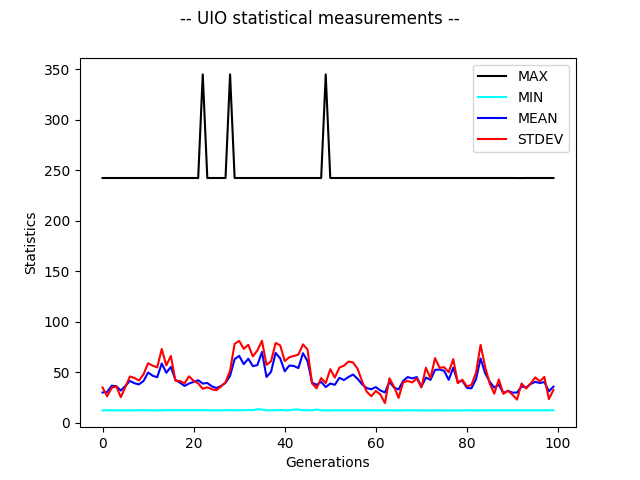 -- UIO statistical measurements --
350
300
250
200
150
100
50
0
Statistics
MAX
MIN
MEAN
STDEV
0 20 40 60 80 100
Generations